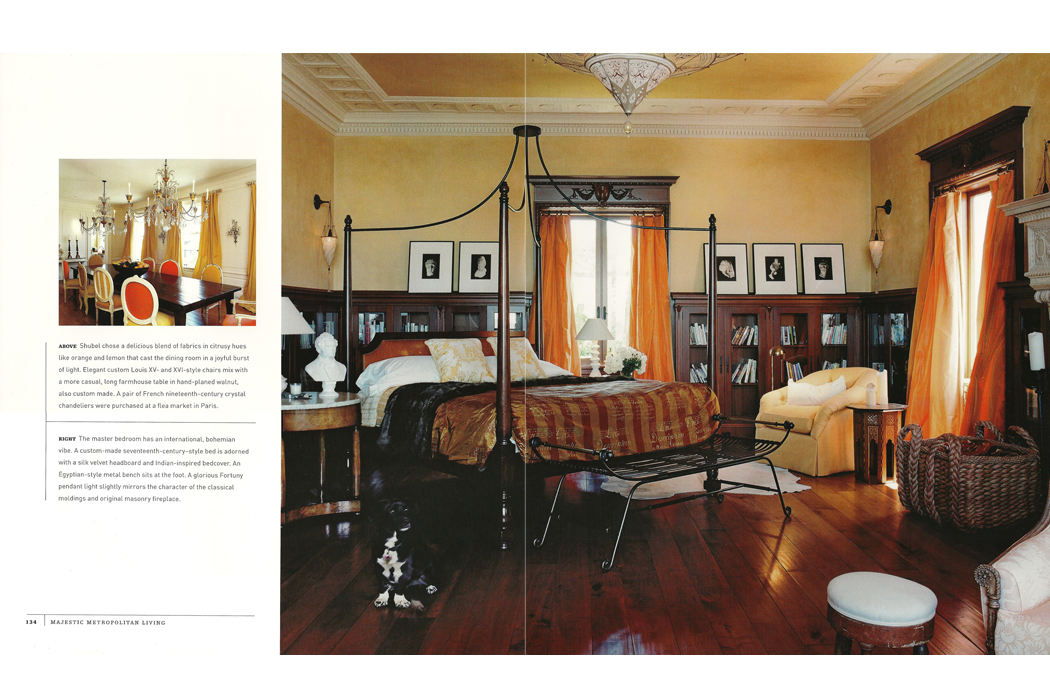 ABOVE Shubel chose a delicious blend of fabrics in citrusy hues
like orange and lemon that cast the dining room in a joyful burst
of light. Elegant custom Louis XV- and XVI-style chairs mix with
a more casual, long farmhouse table in hand-planed walnut,
also custom made. A pair of French nineteenth-century crystal
chandeliers were purchased at a flea market in Paris.
RIGHT The master bedroom has an international, bohemian
vibe. A custom-made seventeenth-century-style bed is adorned
with a silk velvet headboard and Indian-inspired bedcover. An
Egyptian-style metal bench sits at the foot. A glorious Fortuny
pendant light slightly mirrors the character of the classical
moldings and original masonry fireplace.
134 MAJESTIC METROPOLITAN LIVING